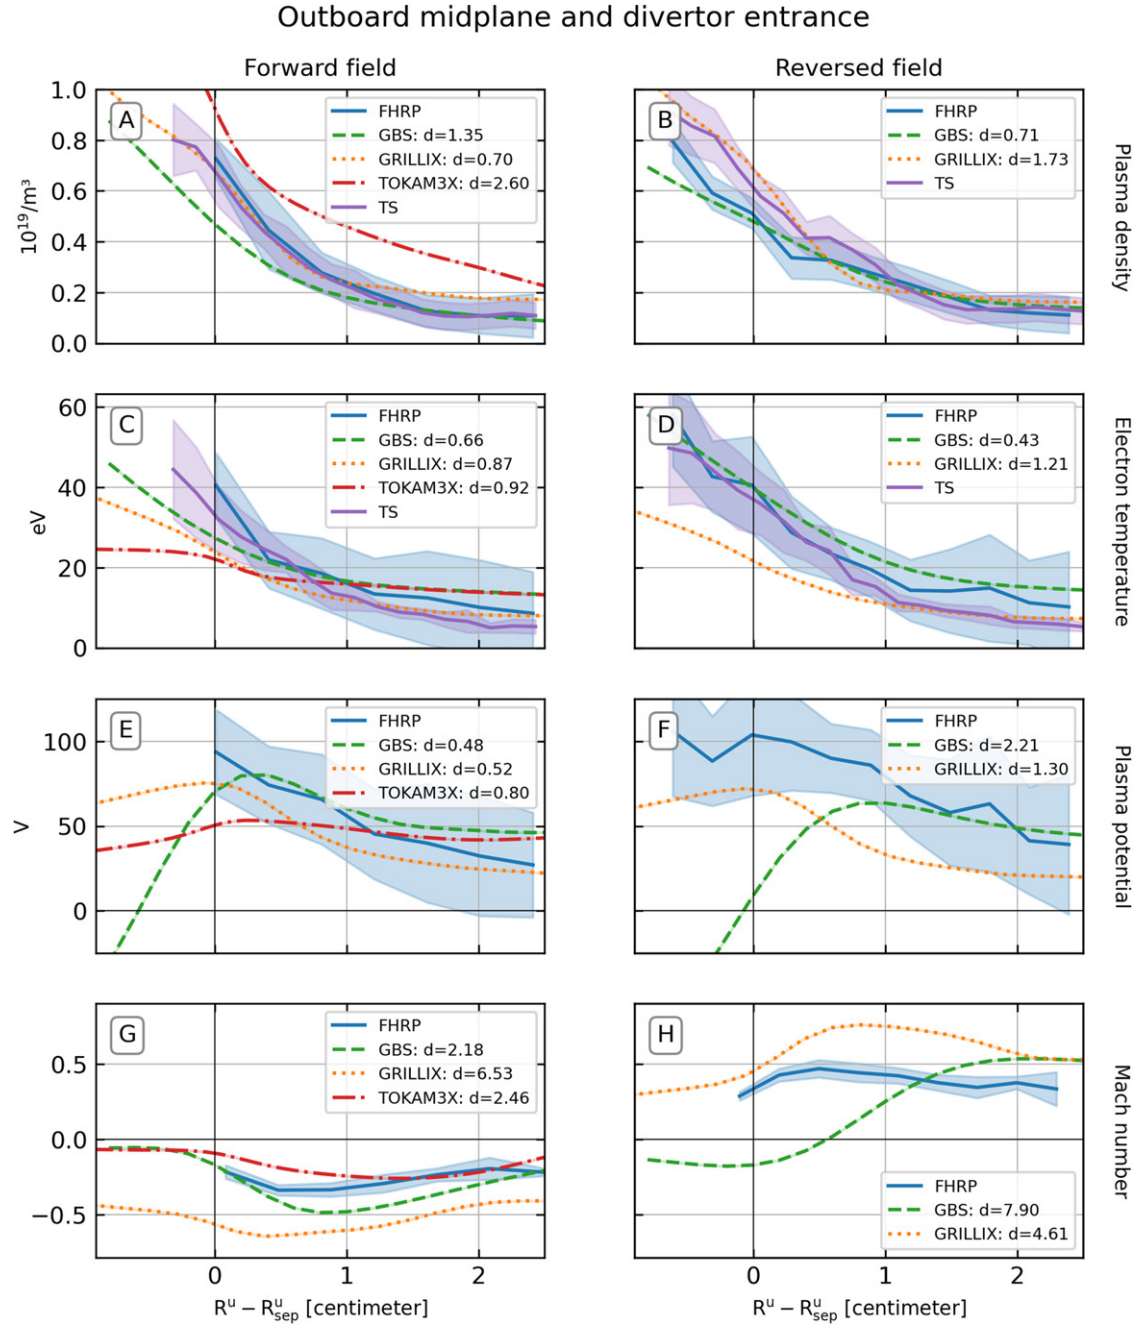 Outboard midplane and divertor entrance
Forward field
Reversed field
A
FHRP
GBS: d=1.35
GRILLIX: d=0.70
TOKAM3X: d=2.60
TS
1.0
0.8
0.6
0.4
0.2
0.0
10¹⁹/m³
B
FHRP
GBS: d=0.71
GRILLIX: d=1.73
TS
Plasma density
C
FHRP
GBS: d=0.66
GRILLIX: d=0.87
TOKAM3X: d=0.92
TS
60
40
20
0
eV
D
FHRP
GBS: d=0.43
GRILLIX: d=1.21
TS
Electron temperature
E
FHRP
GBS: d=0.48
GRILLIX: d=0.52
TOKAM3X: d=0.80
100
50
0
V
F
FHRP
GBS: d=2.21
GRILLIX: d=1.30
Plasma potential
G
FHRP
GBS: d=2.18
GRILLIX: d=6.53
TOKAM3X: d=2.46
0.5
0.0
−0.5
H
FHRP
GBS: d=7.90
GRILLIX: d=4.61
Mach number
0 1 2
0 1 2
Rᵘ − Rᵘsep [centimeter]
Rᵘ − Rᵘsep [centimeter]